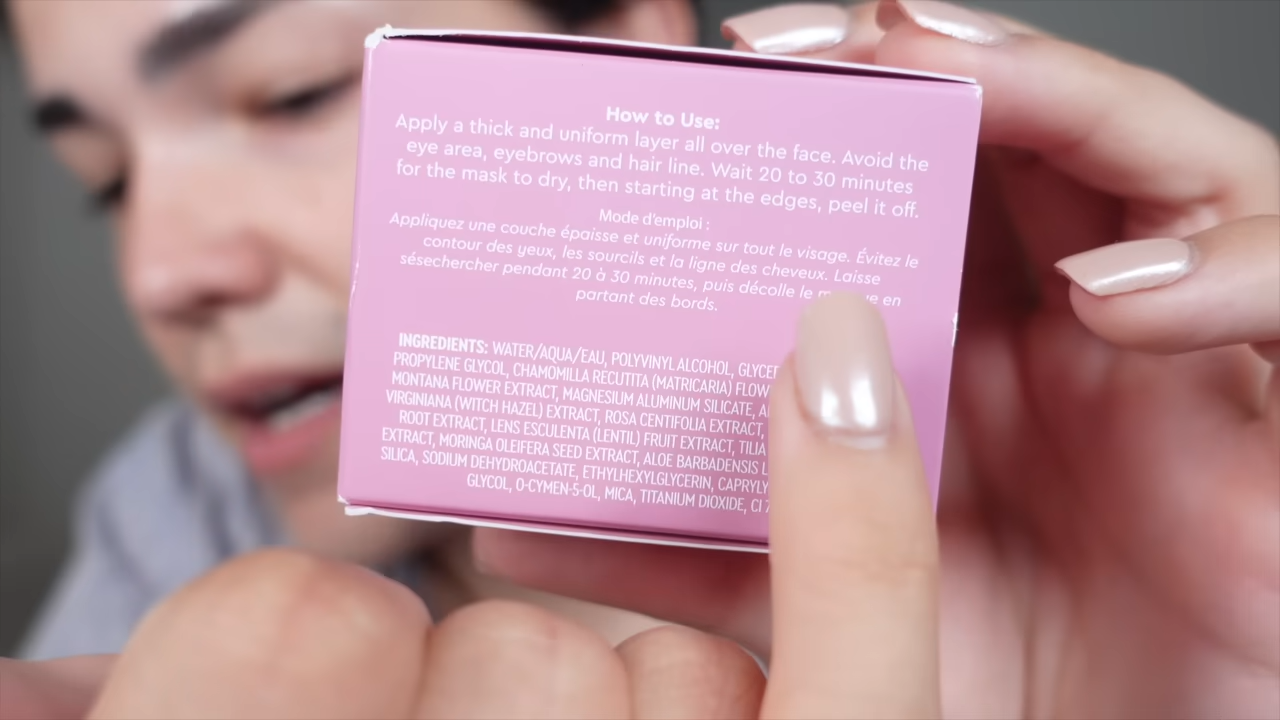 How to Use:
Apply a thick and uniform layer all over the face. Avoid the
eye area, eyebrows and hair line. Wait 20 to 30 minutes
for the mask to dry, then starting at the edges, peel it off.
Mode d'emploi :
Appliquez une couche épaisse et uniforme sur tout le visage. Évitez le
contour des yeux, les sourcils et la ligne des cheveux. Laisse
sésechercher pendant 20 à 30 minutes, puis décolle le en
partant des bords.
INGREDIENTS: WATER/AQUA/EAU, POLYVINYL ALCOHOL,
PROPYLENE GLYCOL, CHAMOMILLA RECUTITA (MATRICARIA)
MONTANA FLOWER EXTRACT, MAGNESIUM ALUMINUM SILICATE,
VIRGINIANA (WITCH HAZEL) EXTRACT, ROSA CENTIFOLIA EXTRACT,
ROOT EXTRACT, LENS ESCULENTA (LENTIL) FRUIT EXTRACT, TILIA
EXTRACT, MORINGA OLEIFERA SEED EXTRACT, ALOE BARBADENSIS
SILICA, SODIUM DEHYDROACETATE, ETHYLHEXYLGLYCERIN,
GLYCOL, O-CYMEN-5-OL, MICA, TITANIUM DIOXIDE, CI